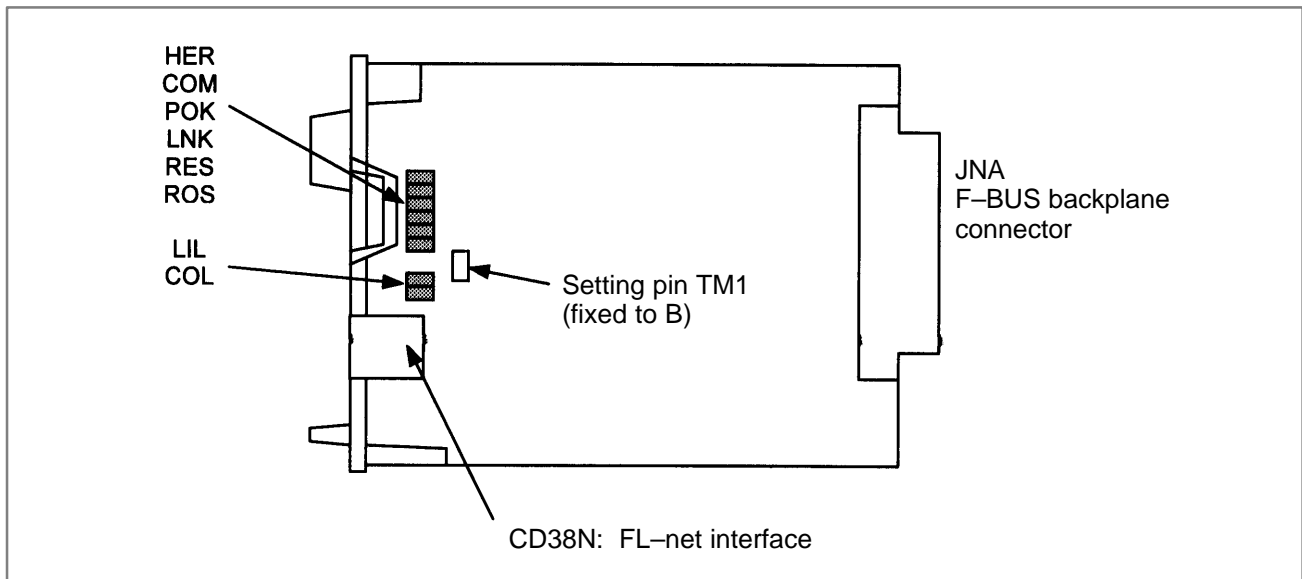 HER
COM
POK
LNK
RES
ROS
LIL
COL
JNA
F–BUS backplane
connector
Setting pin TM1
(fixed to B)
CD38N: FL–net interface